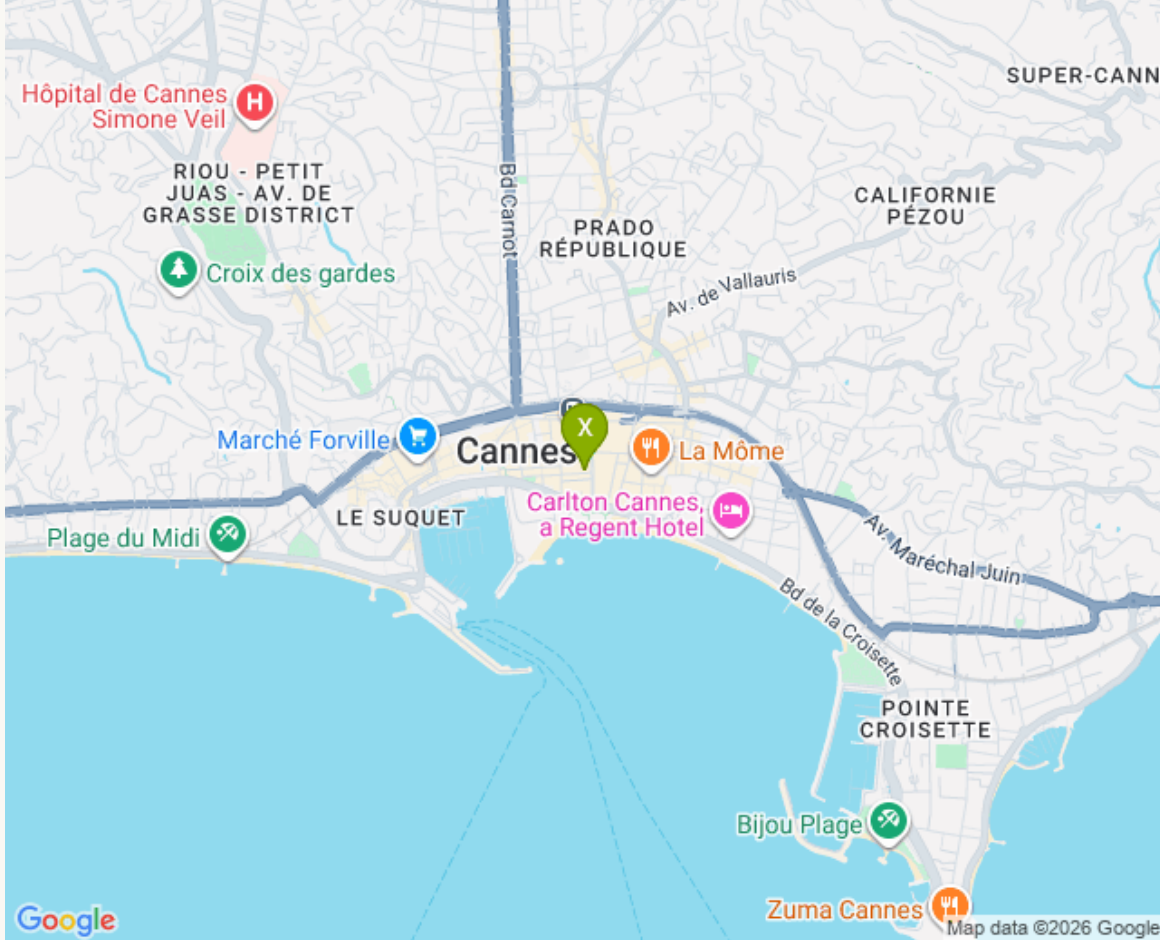 SUPER-CANN
Hôpital de Cannes
Simone Veil
H
RIOU - PETIT
JUAS - AV. DE
GRASSE DISTRICT
Bd Carnot
CALIFORNIE
PÉZOU
PRADO
RÉPUBLIQUE
Croix des gardes
Av. de Vallauris
X
Marché Forville
Cannes
La Môme
Carlton Cannes,
a Regent Hotel
LE SUQUET
Plage du Midi
Av. Maréchal Juin
Bd de la Croisette
POINTE
CROISETTE
Bijou Plage
Zuma Cannes
Google
Map data ©2026 Google